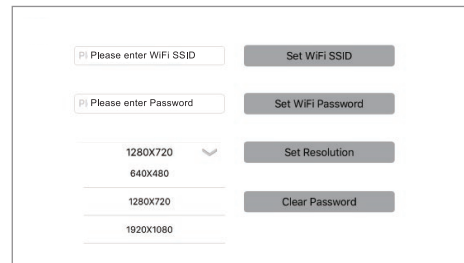 Pl Please enter WiFi SSID
Set WiFi SSID
Pl Please enter Password
Set WiFi Password
1280X720
Set Resolution
640X480
1280X720
Clear Password
1920X1080